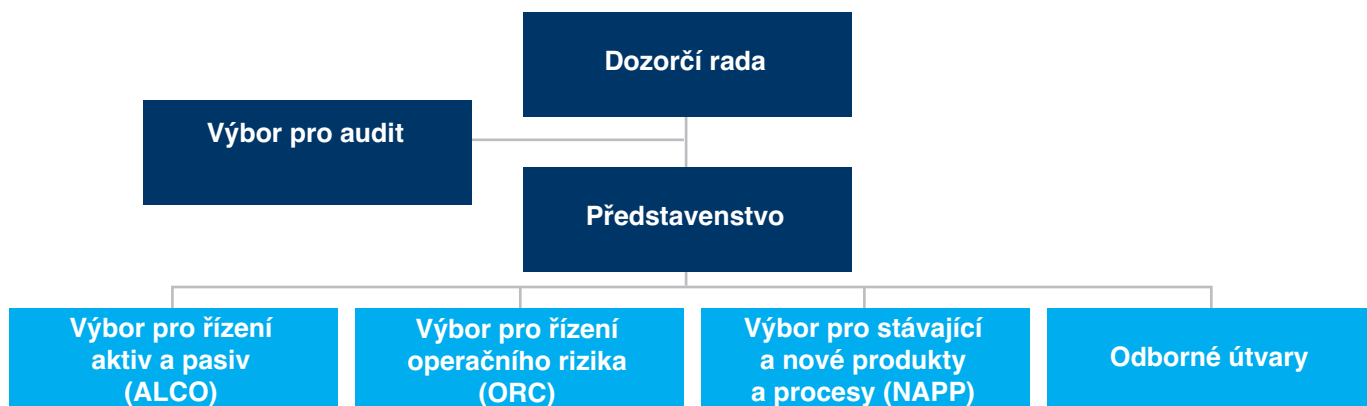 Dozorčí rada
Výbor pro audit
Představenstvo
Výbor pro řízení
aktiv a pasiv
(ALCO)
Výbor pro řízení
operačního rizika
(ORC)
Výbor pro stávající
a nové produkty
a procesy (NAPP)
Odborné útvary